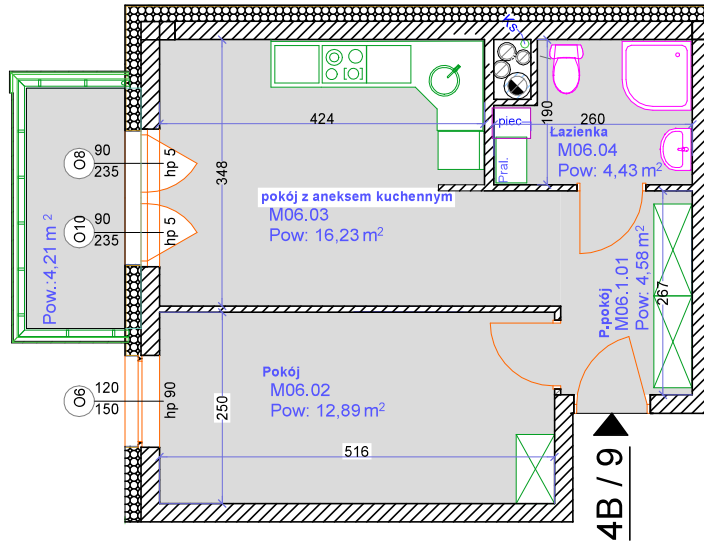 Ks
424
190
260
piec
Pral.
Łazienka
M06.04
Pow: 4,43 m²
O8
90
235
hp 5
348
pokój z aneksem kuchennym
M06.03
Pow: 16,23 m²
O10
90
235
hp 5
Pow.:4,21 m²
P.pokój
M06.1.01
Pow: 4,58 m²
267
O6
120
150
hp 90
250
Pokój
M06.02
Pow: 12,89 m²
516
4B / 9